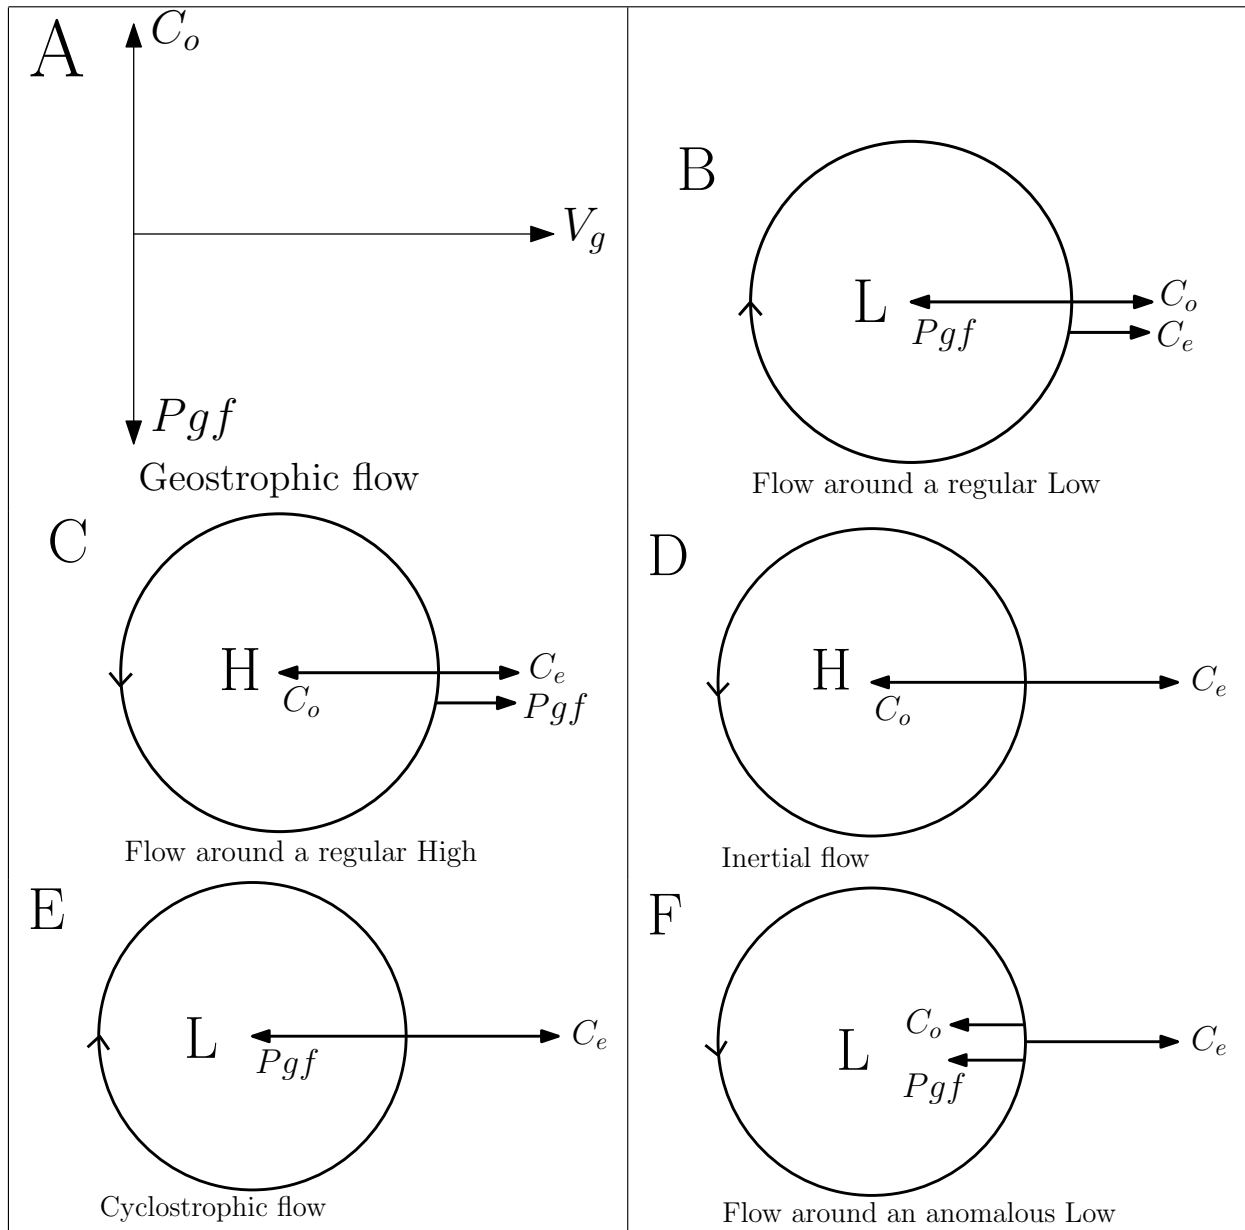 A
C_o
V_g
Pgf
Geostrophic flow
B
L
Pgf
C_o
C_e
Flow around a regular Low
C
H
C_o
C_e
Pgf
Flow around a regular High
D
H
C_o
C_e
Inertial flow
E
L
Pgf
C_e
Cyclostrophic flow
F
C_o
L
Pgf
C_e
Flow around an anomalous Low